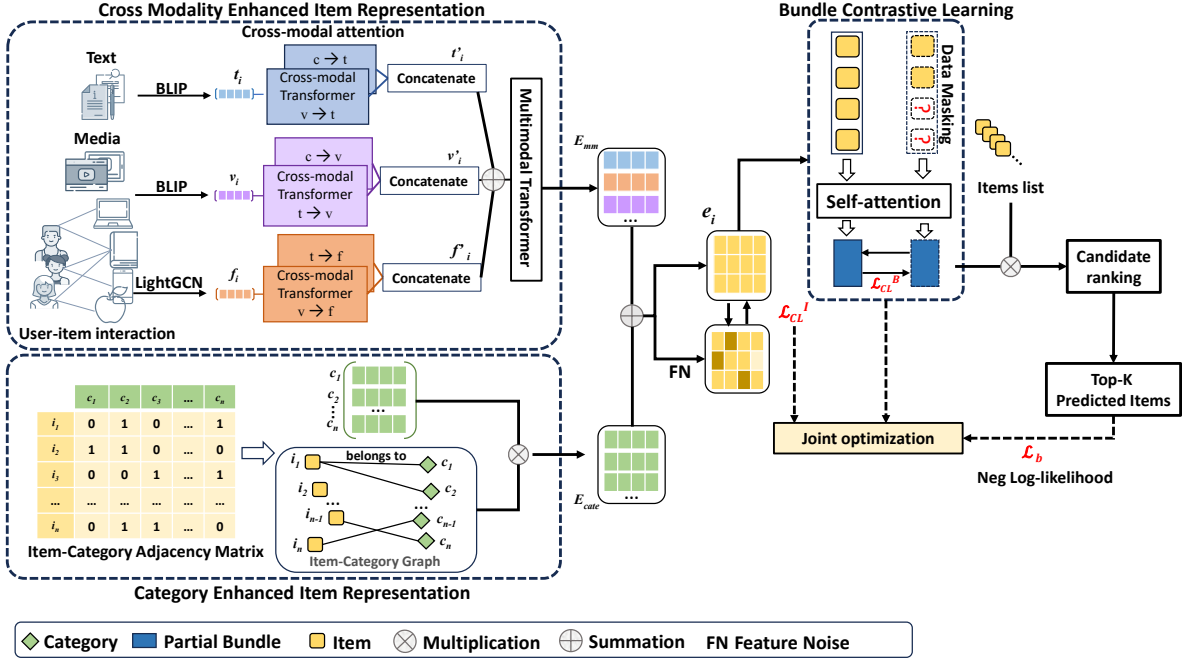 Cross Modality Enhanced Item Representation
Cross-modal attention
Text
BLIP
t_i
c → t
Cross-modal
Transformer
v → t
Concatenate
t'_i
Media
BLIP
v_i
c → v
Cross-modal
Transformer
t → v
Concatenate
v'_i
LightGCN
f_i
t → f
Cross-modal
Transformer
v → f
Concatenate
f'_i
User-item interaction
Multimodal Transformer
E_mm
...
Bundle Contrastive Learning
Data Masking
?
?
Self-attention
ℒ_CL^B
e_i
FN
ℒ_CL^I
Items list
...
Candidate
ranking
Top-K
Predicted Items
Joint optimization
ℒ_b
Neg Log-likelihood
c_1 c_2 c_3 ... c_n
i_1 0 1 0 ... 1
i_2 1 1 0 ... 0
i_3 0 0 1 ... 1
... ... ... ... ... ...
i_n 0 1 1 ... 0
Item-Category Adjacency Matrix
c_1
c_2
...
c_n
...
belongs to
i_1
c_1
i_2
c_2
...
...
i_n-1
c_n-1
i_n
c_n
Item-Category Graph
E_cate
...
Category Enhanced Item Representation
Category
Partial Bundle
Item
Multiplication
Summation
FN Feature Noise